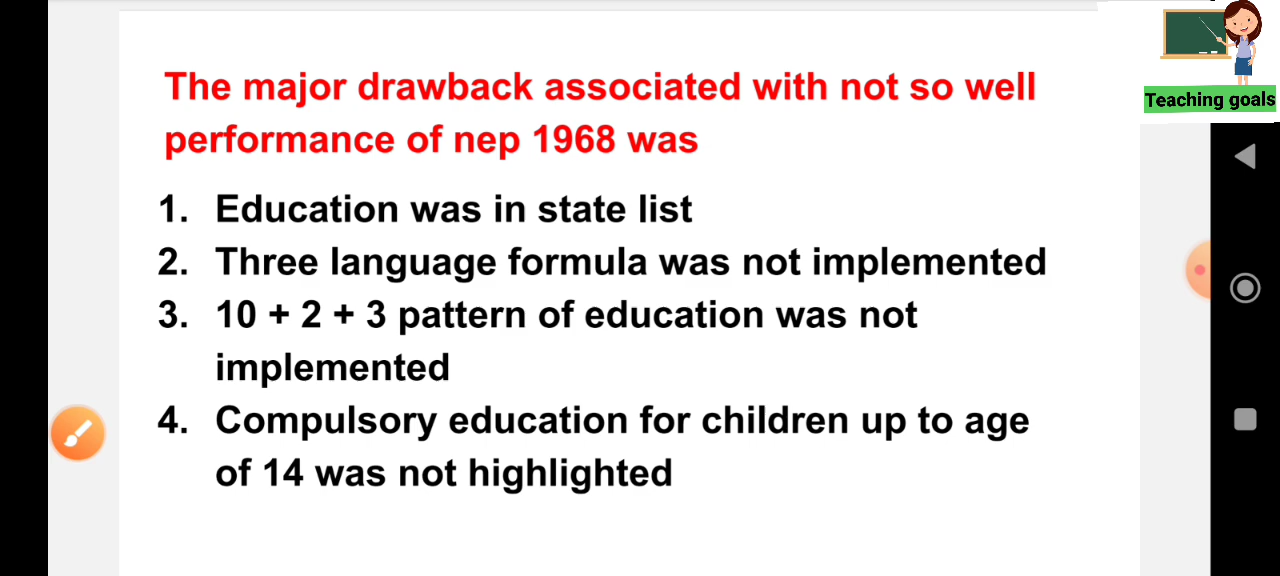 The major drawback associated with not so well
performance of nep 1968 was
1. Education was in state list
2. Three language formula was not implemented
3. 10 + 2 + 3 pattern of education was not
implemented
4. Compulsory education for children up to age
of 14 was not highlighted
Teaching goals